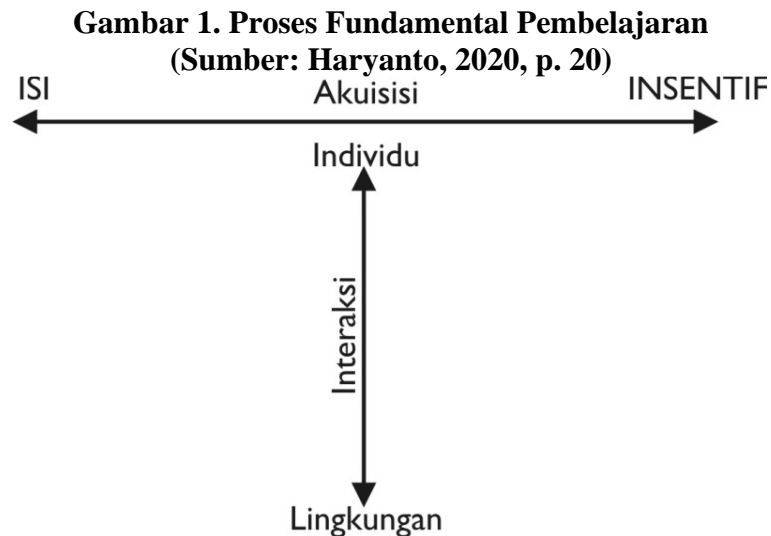 Gambar 1. Proses Fundamental Pembelajaran
(Sumber: Haryanto, 2020, p. 20)
ISI Akuisisi INSENTIF
Individu
Interaksi
Lingkungan